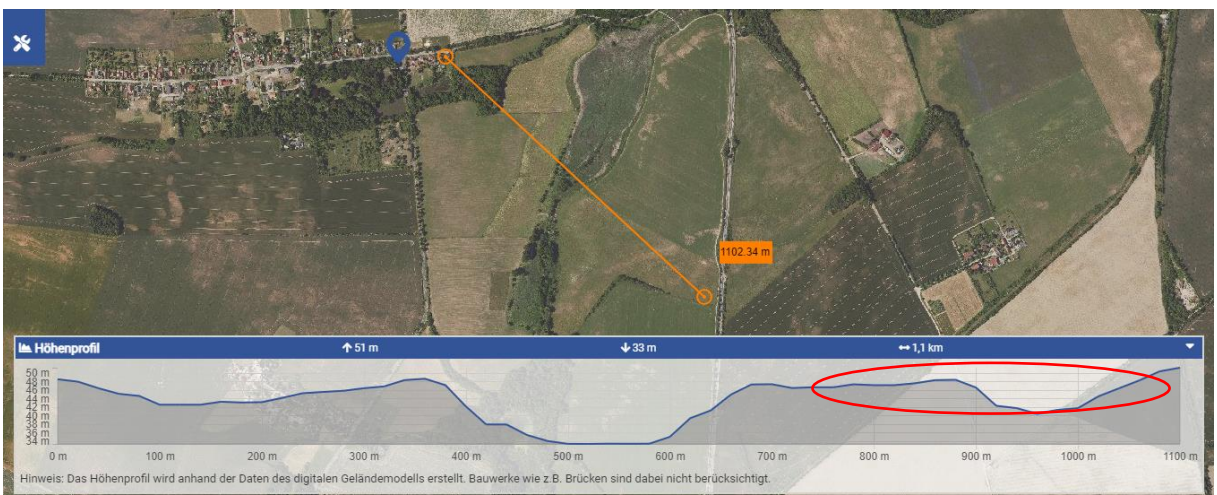 1102.34 m
Höhenprofil ↑ 51 m ↓ 33 m ↔ 1,1 km
50 m
48 m
46 m
44 m
42 m
40 m
38 m
36 m
34 m
0 m 100 m 200 m 300 m 400 m 500 m 600 m 700 m 800 m 900 m 1000 m 1100 m
Hinweis: Das Höhenprofil wird anhand der Daten des digitalen Geländemodells erstellt. Bauwerke wie z.B. Brücken sind dabei nicht berücksichtigt.